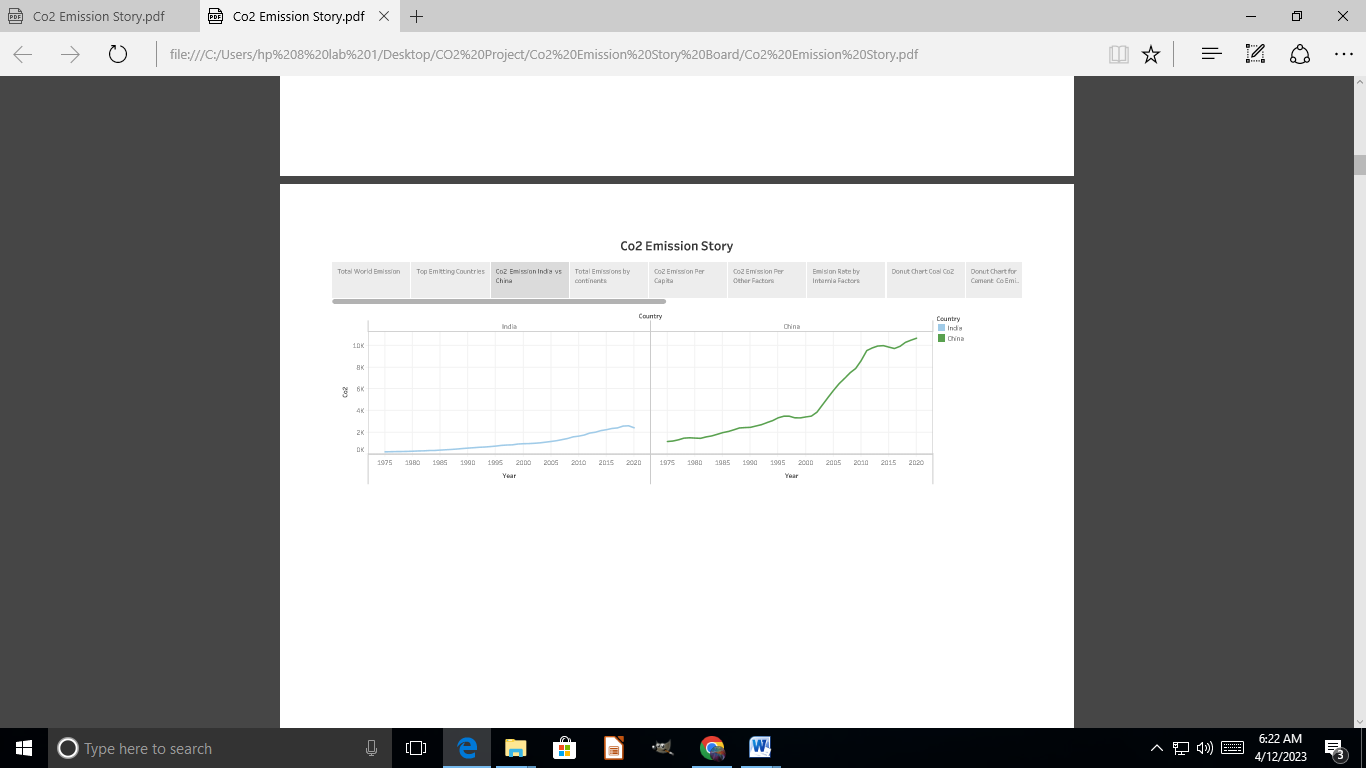 Co2 Emission Story.pdf
Co2 Emission Story.pdf
file:///C:/Users/hp%208%20lab%201/Desktop/CO2%20Project/Co2%20Emission%20Story%20Board/Co2%20Emission%20Story.pdf
Co2 Emission Story
Total World Emission
Top Emitting Countries
Co2 Emission India vs
China
Total Emissions by
continents
Co2 Emission Per
Capita
Co2 Emission Per
Other Factors
Emision Rate by
Internla Factors
Donut Chart Coal Co2
Donut Chart for
Cement Co Emi..
Country
India
China
Country
India
China
Co2
10K
8K
6K
4K
2K
0K
1975 1980 1985 1990 1995 2000 2005 2010 2015 2020
1975 1980 1985 1990 1995 2000 2005 2010 2015 2020
Year
Year
Type here to search
6:22 AM
4/12/2023
3